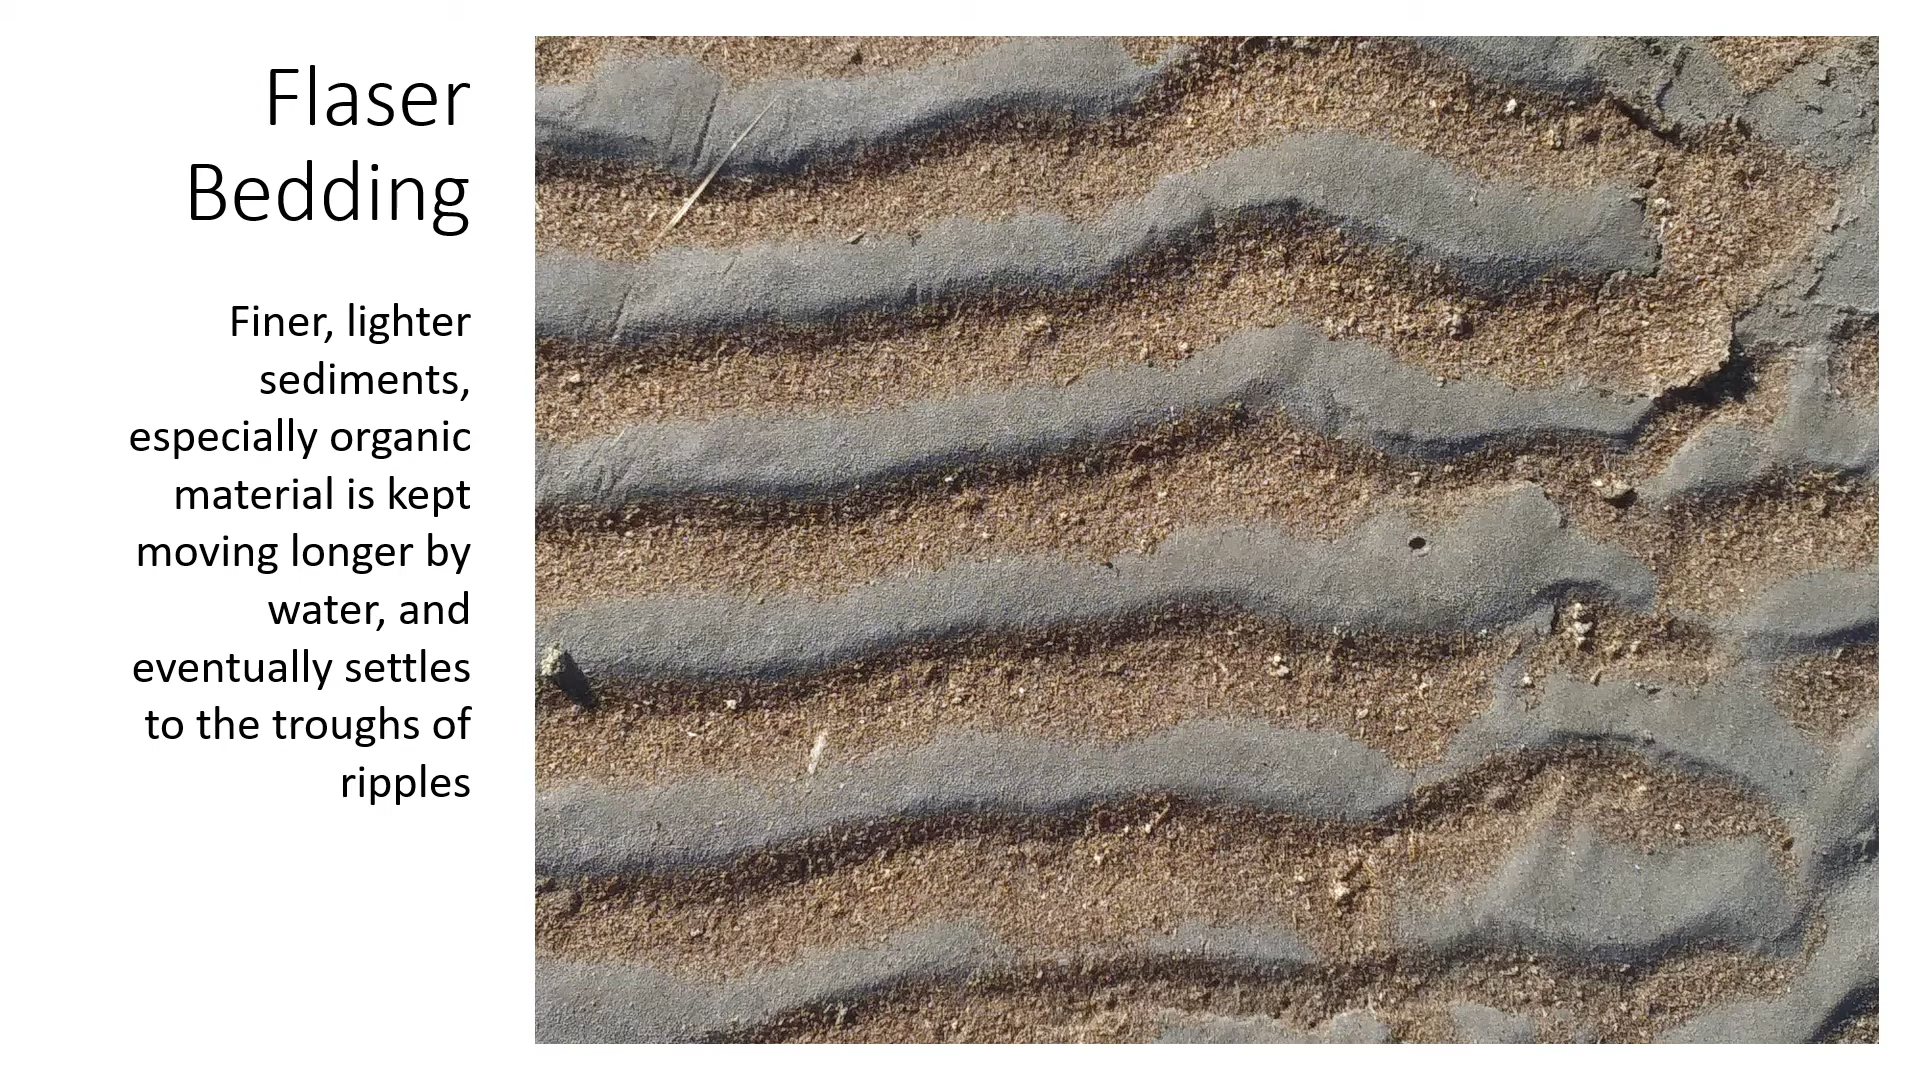 Flaser
Bedding
Finer, lighter
sediments,
especially organic
material is kept
moving longer by
water, and
eventually settles
to the troughs of
ripples